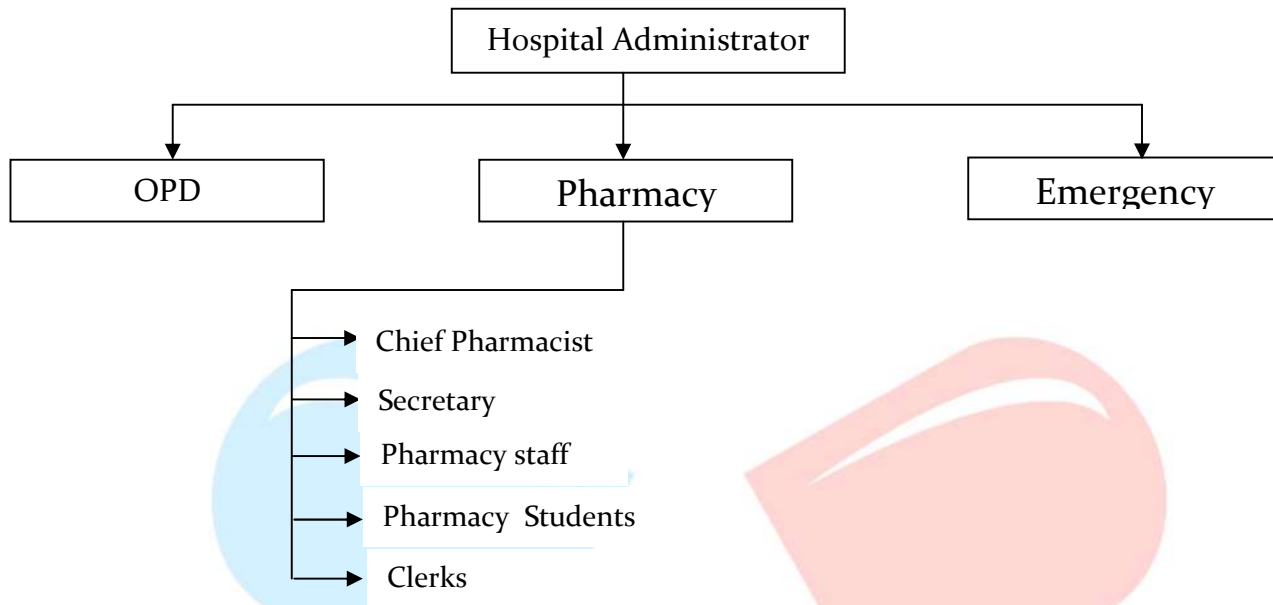 Hospital Administrator
OPD
Pharmacy
Emergency
Chief Pharmacist
Secretary
Pharmacy staff
Pharmacy Students
Clerks